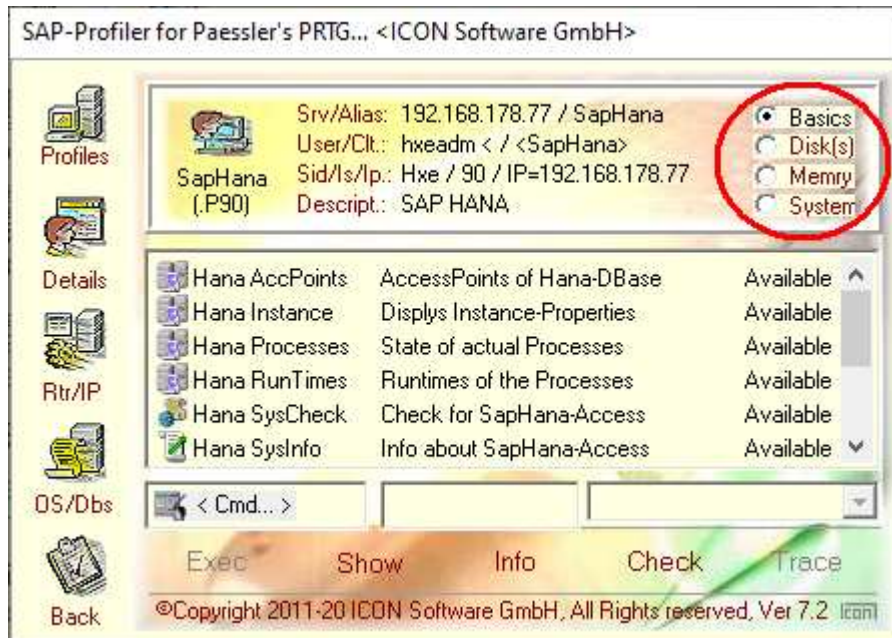 SAP-Profiler for Paessler's PRTG... <ICON Software GmbH>
Profiles
Details
Rtr/IP
OS/Dbs
Back
SapHana
(.P90)
Srv/Alias: 192.168.178.77 / SapHana
User/Clt.: hxeadm < / <SapHana>
Sid/Is/Ip.: Hxe / 90 / IP=192.168.178.77
Descript.: SAP HANA
Basics
Disk(s)
Memry
System
Hana AccPoints AccessPoints of Hana-DBase Available
Hana Instance Displys Instance-Properties Available
Hana Processes State of actual Processes Available
Hana RunTimes Runtimes of the Processes Available
Hana SysCheck Check for SapHana-Access Available
Hana SysInfo Info about SapHana-Access Available
< Cmd... >
Exec Show Info Check Trace
©Copyright 2011-20 ICON Software GmbH, All Rights reserved, Ver 7.2 icon